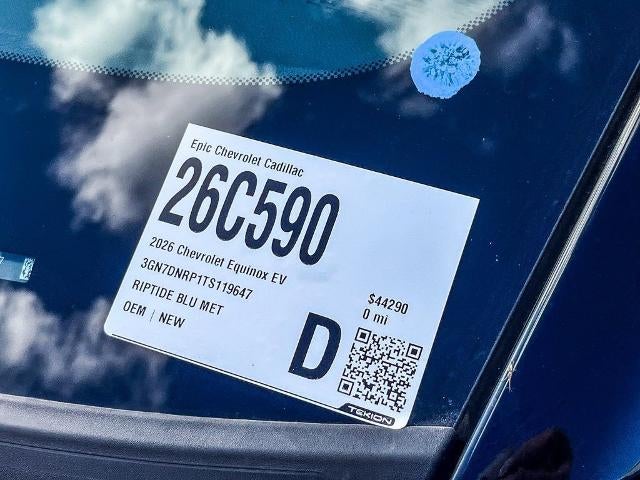 Epic Chevrolet Cadillac
26C590
2026 Chevrolet Equinox EV
3GN7DNRP1TS119647
RIPTIDE BLU MET
OEM | NEW
$44290
0 mi
D
TEKION